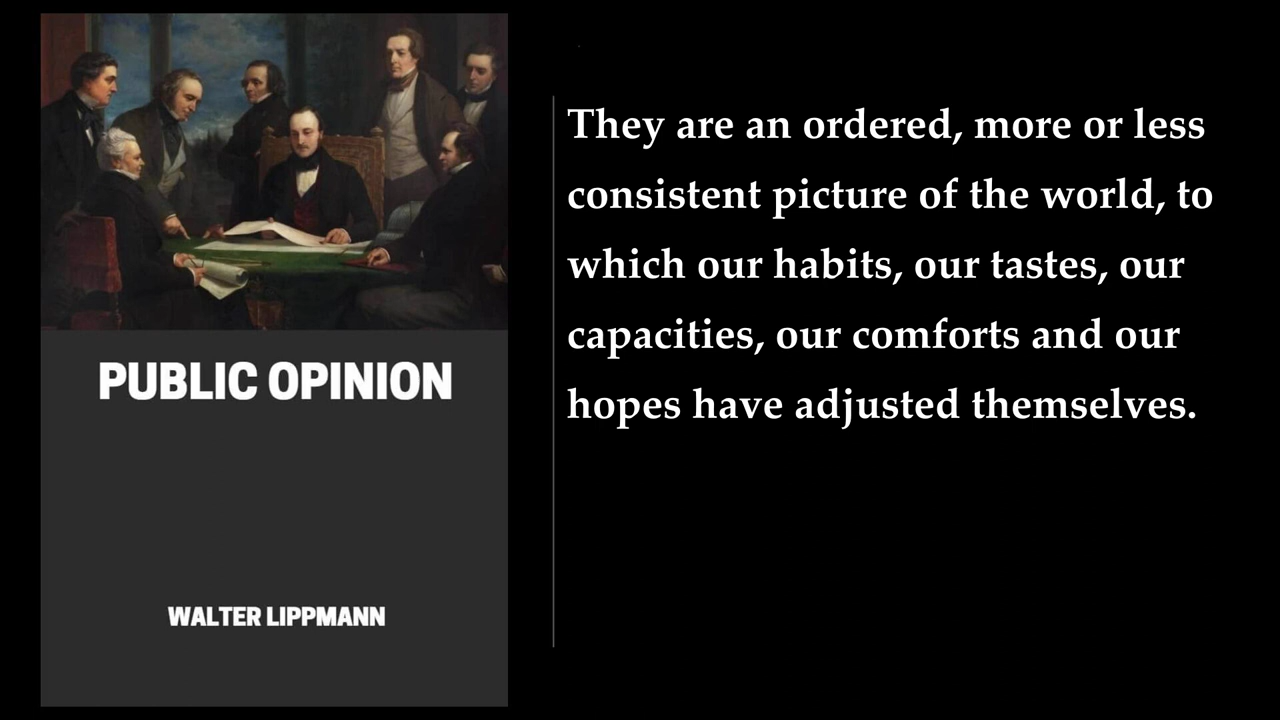 PUBLIC OPINION
WALTER LIPPMANN
They are an ordered, more or less
consistent picture of the world, to
which our habits, our tastes, our
capacities, our comforts and our
hopes have adjusted themselves.